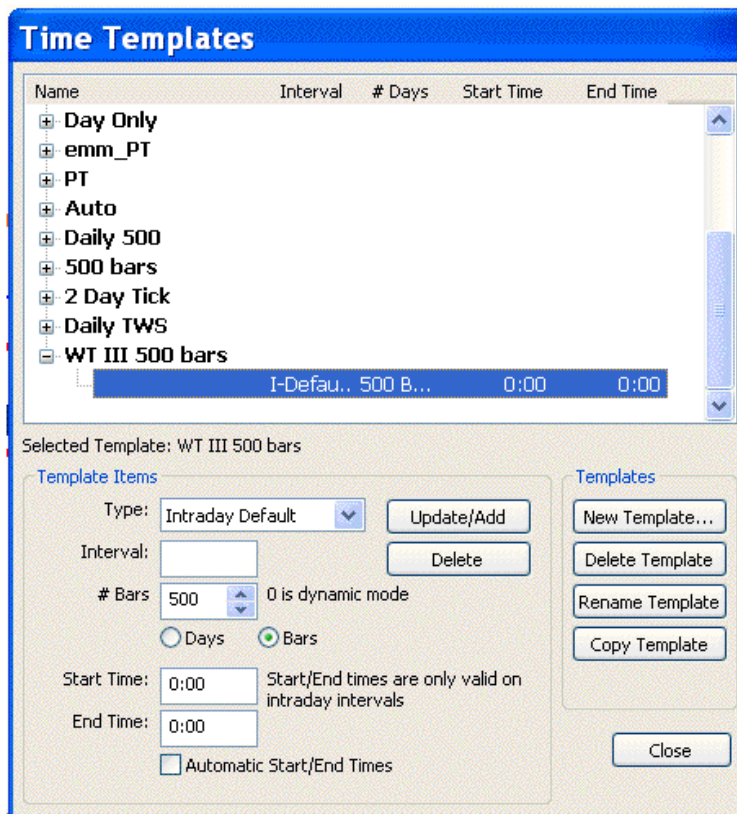 Time Templates
Name Interval # Days Start Time End Time
Day Only
emm_PT
PT
Auto
Daily 500
500 bars
2 Day Tick
Daily TWS
WT III 500 bars
I-Defau.. 500 B... 0:00 0:00
Selected Template: WT III 500 bars
Template Items
Type: Intraday Default Update/Add
Interval: Delete
# Bars 500 0 is dynamic mode
Days Bars
Start Time: 0:00 Start/End times are only valid on
intraday intervals
End Time: 0:00
Automatic Start/End Times
Templates
New Template...
Delete Template
Rename Template
Copy Template
Close